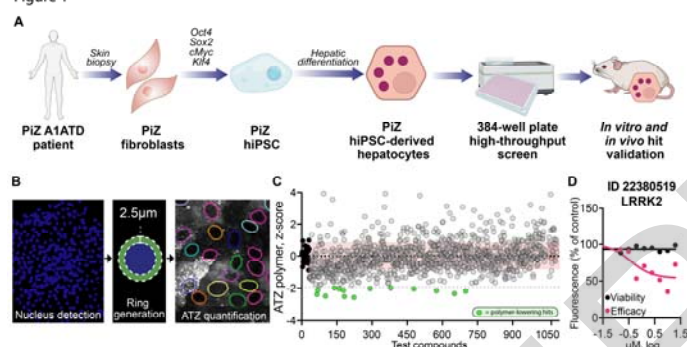 Figure 1
A
Skin
biopsy
Oct4
Sox2
cMyc
Klf4
Hepatic
differentiation
PiZ A1ATD
patient
PiZ
fibroblasts
PiZ
hiPSC
PiZ
hiPSC-derived
hepatocytes
384-well plate
high-throughput
screen
In vitro and
in vivo hit
validation
B
2.5µm
Nucleus detection
Ring
generation
ATZ quantification
C
ATZ polymer, z-score
4
2
0
-2
-4
0
150
300
450
600
750
900
1050
Test compounds
= polymer-lowering hits
D
ID 22380519
LRRK2
Fluorescence (% of control)
150
100
50
0
-1.5
-0.5
0.5
1.5
Viability
Efficacy
µM, log